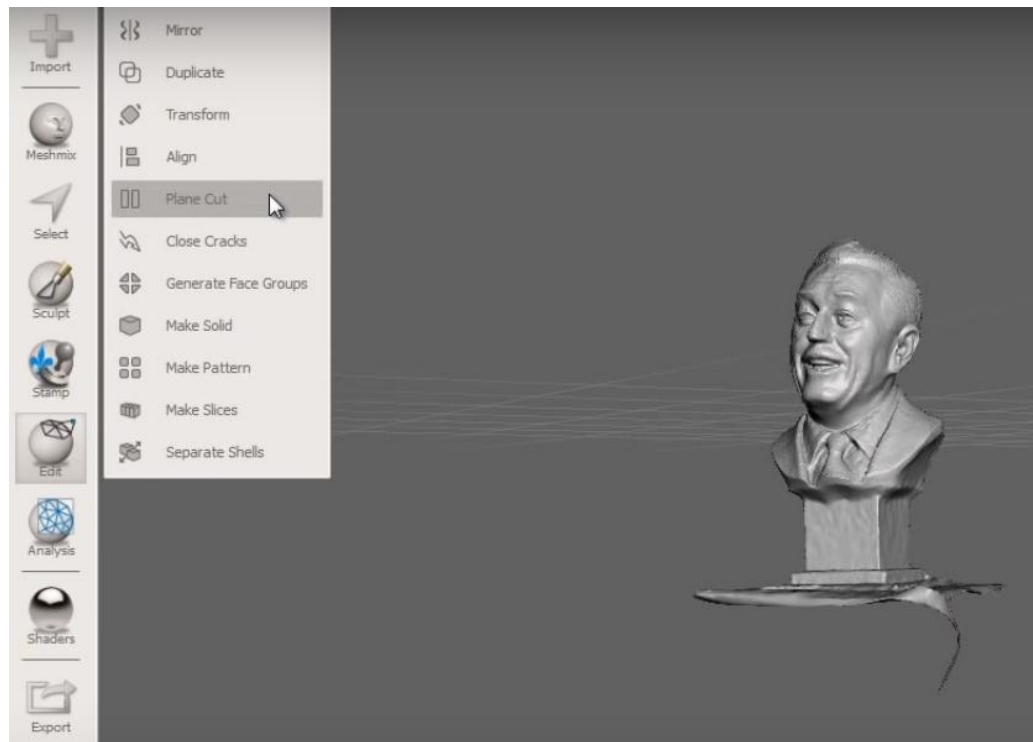 Import
Meshmix
Select
Sculpt
Stamp
Edit
Analysis
Shaders
Export
Mirror
Duplicate
Transform
Align
Plane Cut
Close Cracks
Generate Face Groups
Make Solid
Make Pattern
Make Slices
Separate Shells